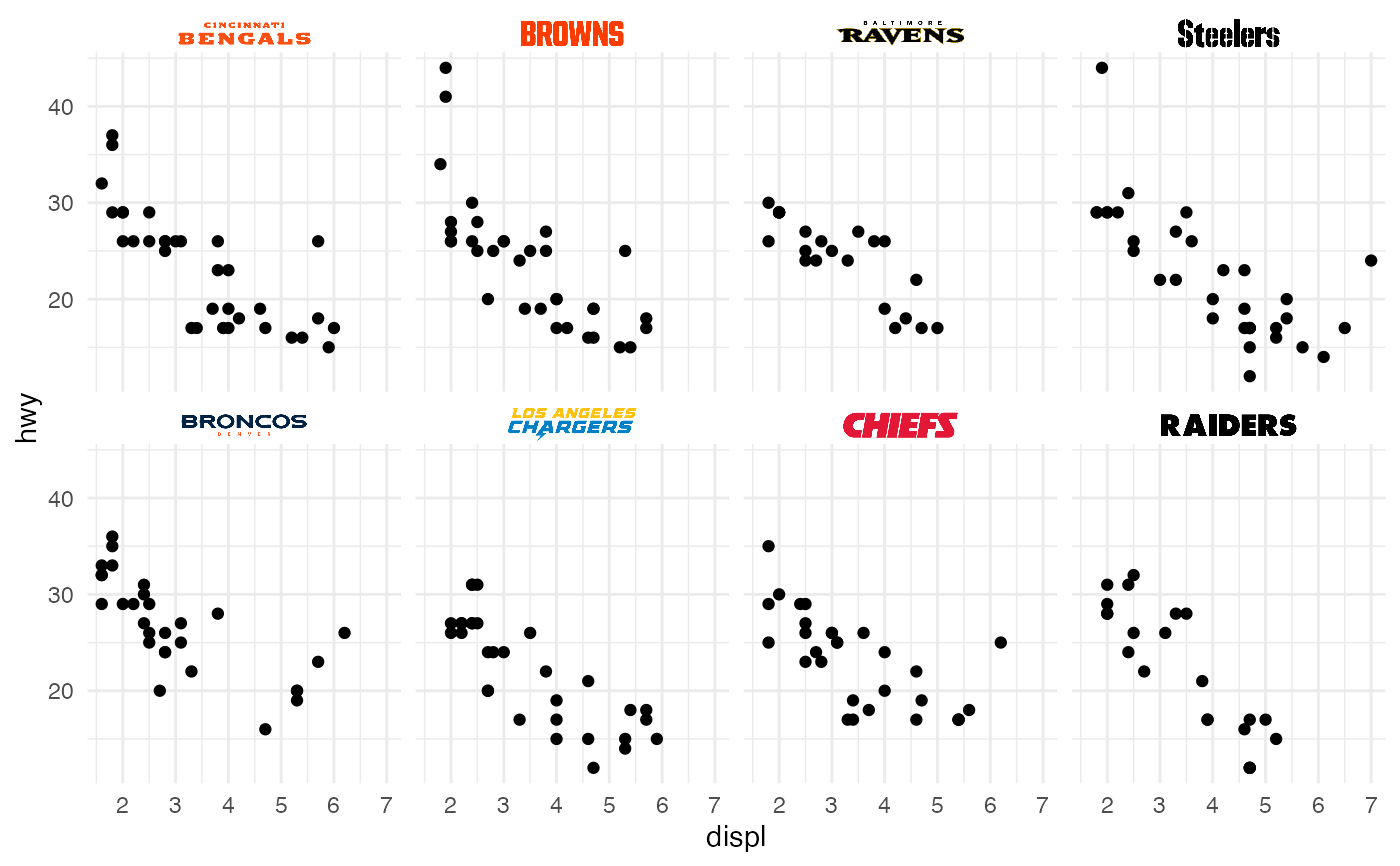 CINCINNATI
BENGALS
BROWNS
BALTIMORE
RAVENS
Steelers
40
30
20
hwy
BRONCOS
DENVER
LOS ANGELES
CHARGERS
CHIEFS
RAIDERS
40
30
20
2 3 4 5 6 7
2 3 4 5 6 7
2 3 4 5 6 7
2 3 4 5 6 7
displ